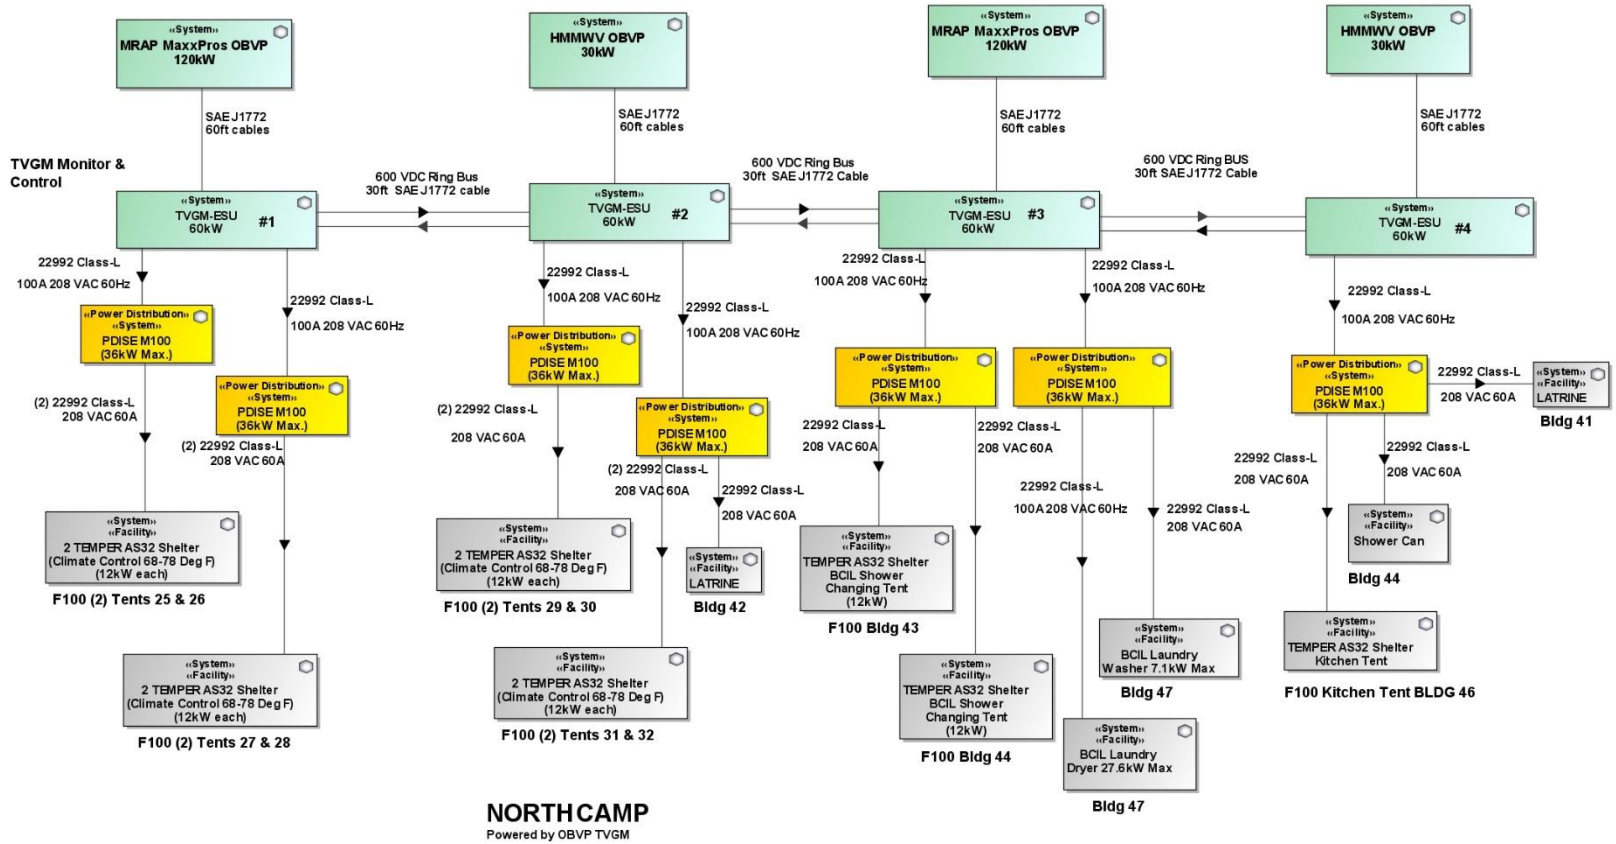 «System»
MRAP MaxxPros OBVP
120kW
«System»
HMMWV OBVP
30kW
«System»
MRAP MaxxPros OBVP
120kW
«System»
HMMWV OBVP
30kW
SAE J1772
60ft cables
SAE J1772
60ft cables
SAE J1772
60ft cables
SAE J1772
60ft cables
TVGM Monitor &
Control
600 VDC Ring Bus
30ft SAE J1772 cable
600 VDC Ring Bus
30ft SAE J1772 Cable
600 VDC Ring BUS
30ft SAE J1772 Cable
«System»
TVGM-ESU
60kW
#1
«System»
TVGM-ESU
60kW
#2
«System»
TVGM-ESU
60kW
#3
«System»
TVGM-ESU
60kW
#4
22992 Class-L
100A 208 VAC 60Hz
«Power Distribution»
«System»
PDISE M100
(36kW Max.)
(2) 22992 Class-L
208 VAC 60A
«System»
«Facility»
2 TEMPER AS32 Shelter
(Climate Control 68-78 Deg F)
(12kW each)
F100 (2) Tents 25 & 26
22992 Class-L
100A 208 VAC 60Hz
«Power Distribution»
«System»
PDISE M100
(36kW Max.)
(2) 22992 Class-L
208 VAC 60A
«System»
«Facility»
2 TEMPER AS32 Shelter
(Climate Control 68-78 Deg F)
(12kW each)
F100 (2) Tents 27 & 28
22992 Class-L
100A 208 VAC 60Hz
«Power Distribution»
«System»
PDISE M100
(36kW Max.)
(2) 22992 Class-L
208 VAC 60A
«System»
«Facility»
2 TEMPER AS32 Shelter
(Climate Control 68-78 Deg F)
(12kW each)
F100 (2) Tents 29 & 30
22992 Class-L
100A 208 VAC 60Hz
«Power Distribution»
«System»
PDISE M100
(36kW Max.)
(2) 22992 Class-L
208 VAC 60A
22992 Class-L
208 VAC 60A
«System»
«Facility»
LATRINE
Bldg 42
«System»
«Facility»
2 TEMPER AS32 Shelter
(Climate Control 68-78 Deg F)
(12kW each)
F100 (2) Tents 31 & 32
22992 Class-L
100A 208 VAC 60Hz
«Power Distribution»
«System»
PDISE M100
(36kW Max.)
22992 Class-L
208 VAC 60A
22992 Class-L
208 VAC 60A
«System»
«Facility»
TEMPER AS32 Shelter
BCIL Shower
Changing Tent
(12kW)
F100 Bldg 43
«System»
«Facility»
TEMPER AS32 Shelter
BCIL Shower
Changing Tent
(12kW)
F100 Bldg 44
22992 Class-L
100A 208 VAC 60Hz
«Power Distribution»
«System»
PDISE M100
(36kW Max.)
22992 Class-L
100A 208 VAC 60Hz
22992 Class-L
208 VAC 60A
«System»
«Facility»
BCIL Laundry
Washer 7.1kW Max
Bldg 47
«System»
«Facility»
BCIL Laundry
Dryer 27.6kW Max
Bldg 47
22992 Class-L
100A 208 VAC 60Hz
«Power Distribution»
«System»
PDISE M100
(36kW Max.)
22992 Class-L
208 VAC 60A
«System»
«Facility»
LATRINE
Bldg 41
22992 Class-L
208 VAC 60A
22992 Class-L
208 VAC 60A
«System»
«Facility»
Shower Can
Bldg 44
«System»
«Facility»
TEMPER AS32 Shelter
Kitchen Tent
F100 Kitchen Tent BLDG 46
NORTH CAMP
Powered by OBVP TVGM